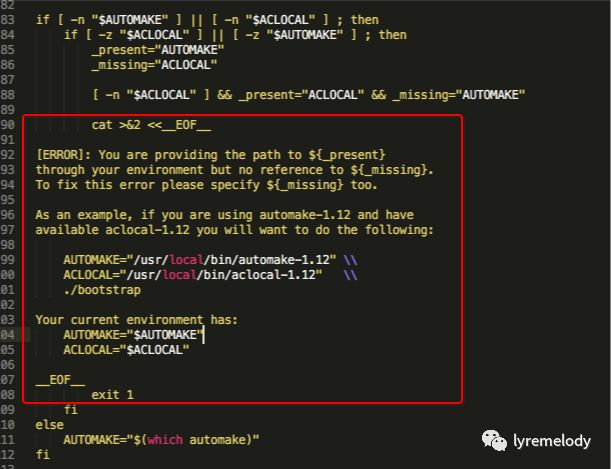 82
83 if [ -n "$AUTOMAKE" ] || [ -n "$ACLOCAL" ] ; then
84 if [ -z "$ACLOCAL" ] || [ -z "$AUTOMAKE" ] ; then
85 _present="AUTOMAKE"
86 _missing="ACLOCAL"
87
88 [ -n "$ACLOCAL" ] && _present="ACLOCAL" && _missing="AUTOMAKE"
89
90 cat >&2 <<__EOF__
91
92 [ERROR]: You are providing the path to ${_present}
93 through your environment but no reference to ${_missing}.
94 To fix this error please specify ${_missing} too.
95
96 As an example, if you are using automake-1.12 and have
97 available aclocal-1.12 you will want to do the following:
98
99 AUTOMAKE="/usr/local/bin/automake-1.12" \\
00 ACLOCAL="/usr/local/bin/aclocal-1.12" \\
01 ./bootstrap
02
03 Your current environment has:
04 AUTOMAKE="$AUTOMAKE"
05 ACLOCAL="$ACLOCAL"
06
07 __EOF__
08 exit 1
09 fi
10 else
11 AUTOMAKE="$(which automake)"
12 fi
lyremelody